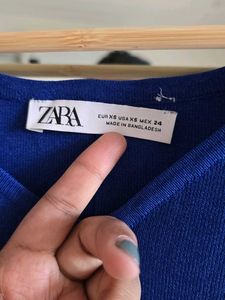 ZARA
EUR XS USA XS MEX 24
MADE IN BANGLADESH